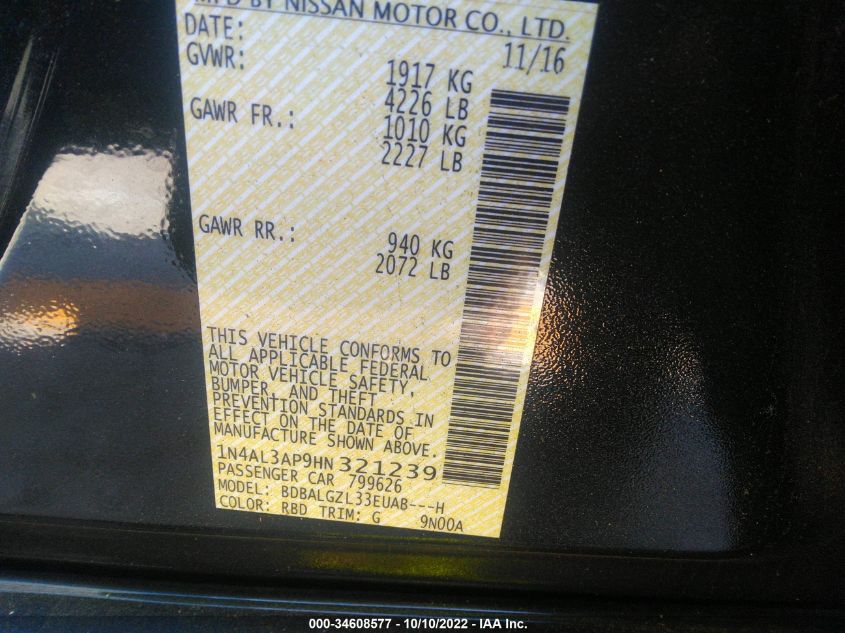 MFD BY NISSAN MOTOR CO., LTD.
DATE: 11/16
GVWR: 1917 KG
4226 LB
GAWR FR.: 1010 KG
2227 LB
GAWR RR.: 940 KG
2072 LB
THIS VEHICLE CONFORMS TO
ALL APPLICABLE FEDERAL
MOTOR VEHICLE SAFETY,
BUMPER, AND THEFT
PREVENTION STANDARDS IN
EFFECT ON THE DATE OF
MANUFACTURE SHOWN ABOVE.
1N4AL3AP9HN321239
PASSENGER CAR 799626
MODEL: BDBALGZL33EUAB---H
COLOR: RBD TRIM: G 9N00A
000-34608577 - 10/10/2022 - IAA Inc.